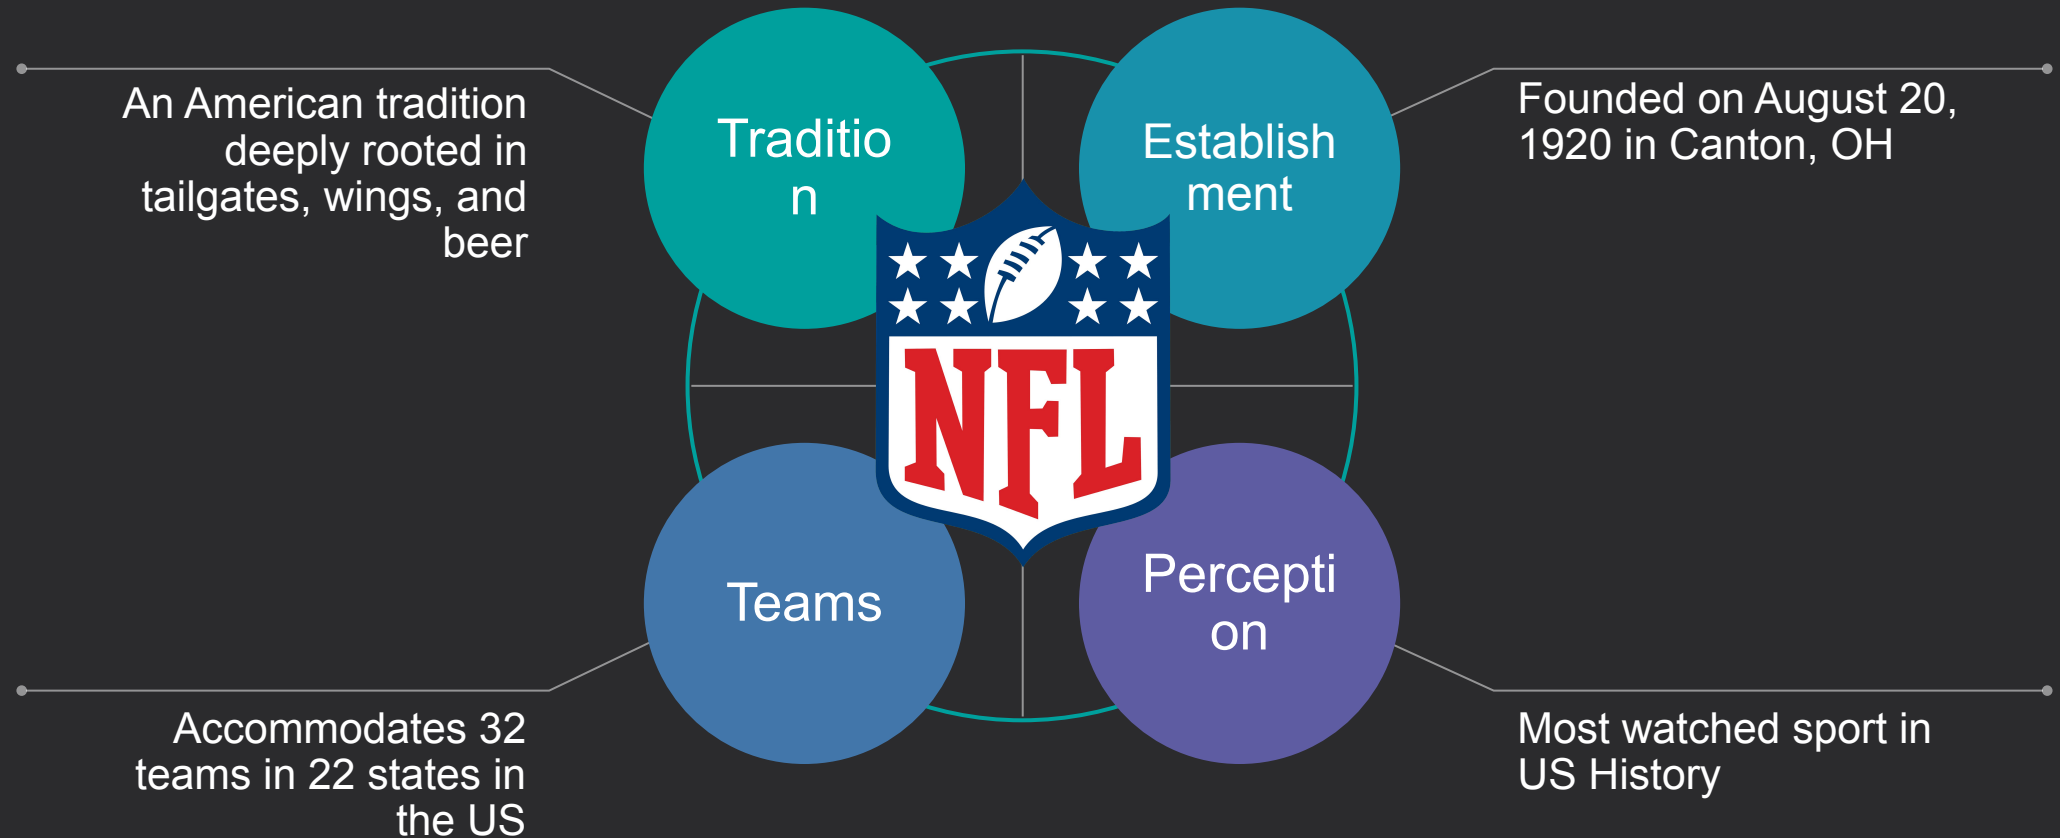 An American tradition
deeply rooted in
tailgates, wings, and
beer
Traditio
n
Establish
ment
Founded on August 20,
1920 in Canton, OH
NFL
Teams
Percepti
on
Accommodates 32
teams in 22 states in
the US
Most watched sport in
US History